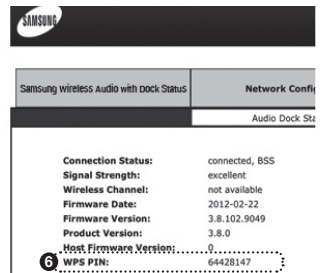 SAMSUNG
Samsung Wireless Audio with Dock Status Network Config
Audio Dock Sta
Connection Status: connected, BSS
Signal Strength: excellent
Wireless Channel: not available
Firmware Date: 2012-02-22
Firmware Version: 3.8.102.9049
Product Version: 3.8.0
Host Firmware Version: 0
6 WPS PIN: 64428147